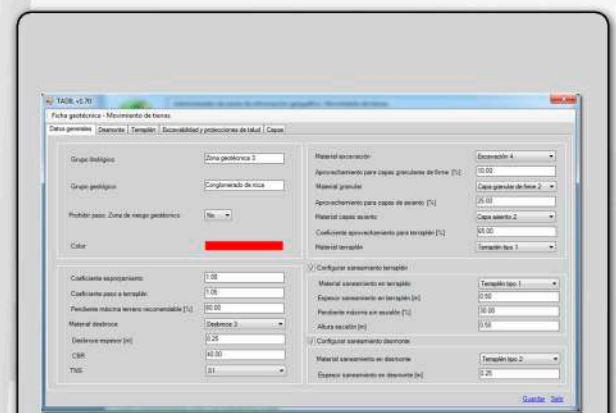 TADIL v1.70
Ficha geotécnica - Movimiento de tierras
Datos generales Desmonte Terraplén Excavabilidad y protecciones de talud Capas
Grupo litológico Zona geotécnica 3
Grupo geológico Conglomerado de roca
Prohibir paso. Zona de riesgo geotécnico No
Color
Coeficiente esponjamiento 1.00
Coeficiente paso a terraplén 1.05
Pendiente máxima terreno recomendable [%] 60.00
Material desbroce Desbroce 3
Desbroce espesor [m] 0.25
CBR 40.00
TNS
Material excavación Excavación 4
Aprovechamiento para capas granulares de firme [%] 10.00
Material granular Capa granular de firme 2
Aprovechamiento para capas de asiento [%] 25.00
Material capas asiento Capa asiento 2
Coeficiente aprovechamiento para terraplén [%] 65.00
Material terraplén Terraplén tipo 1
Configurar saneamiento terraplén
Material saneamiento en terraplén Terraplén tipo 1
Espesor saneamiento en terraplén [m] 0.50
Pendiente máxima sin escalón [%] 30.00
Altura escalón [m] 0.50
Configurar saneamiento desmonte
Material saneamiento en desmonte Terraplén tipo 2
Espesor saneamiento en desmonte [m] 0.25
Guardar Salir